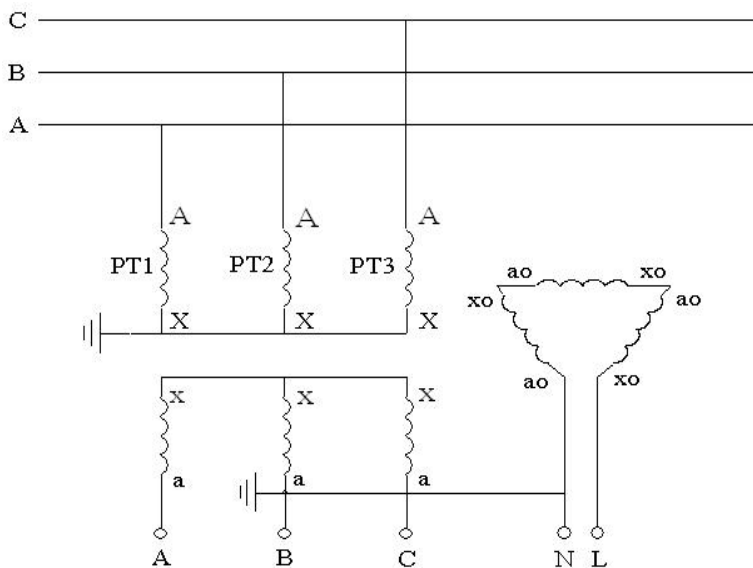 C
B
A
A A A
PT1 PT2 PT3
ao xo
xo ao
X X X
ao xo
x x x
a a a
A B C N L